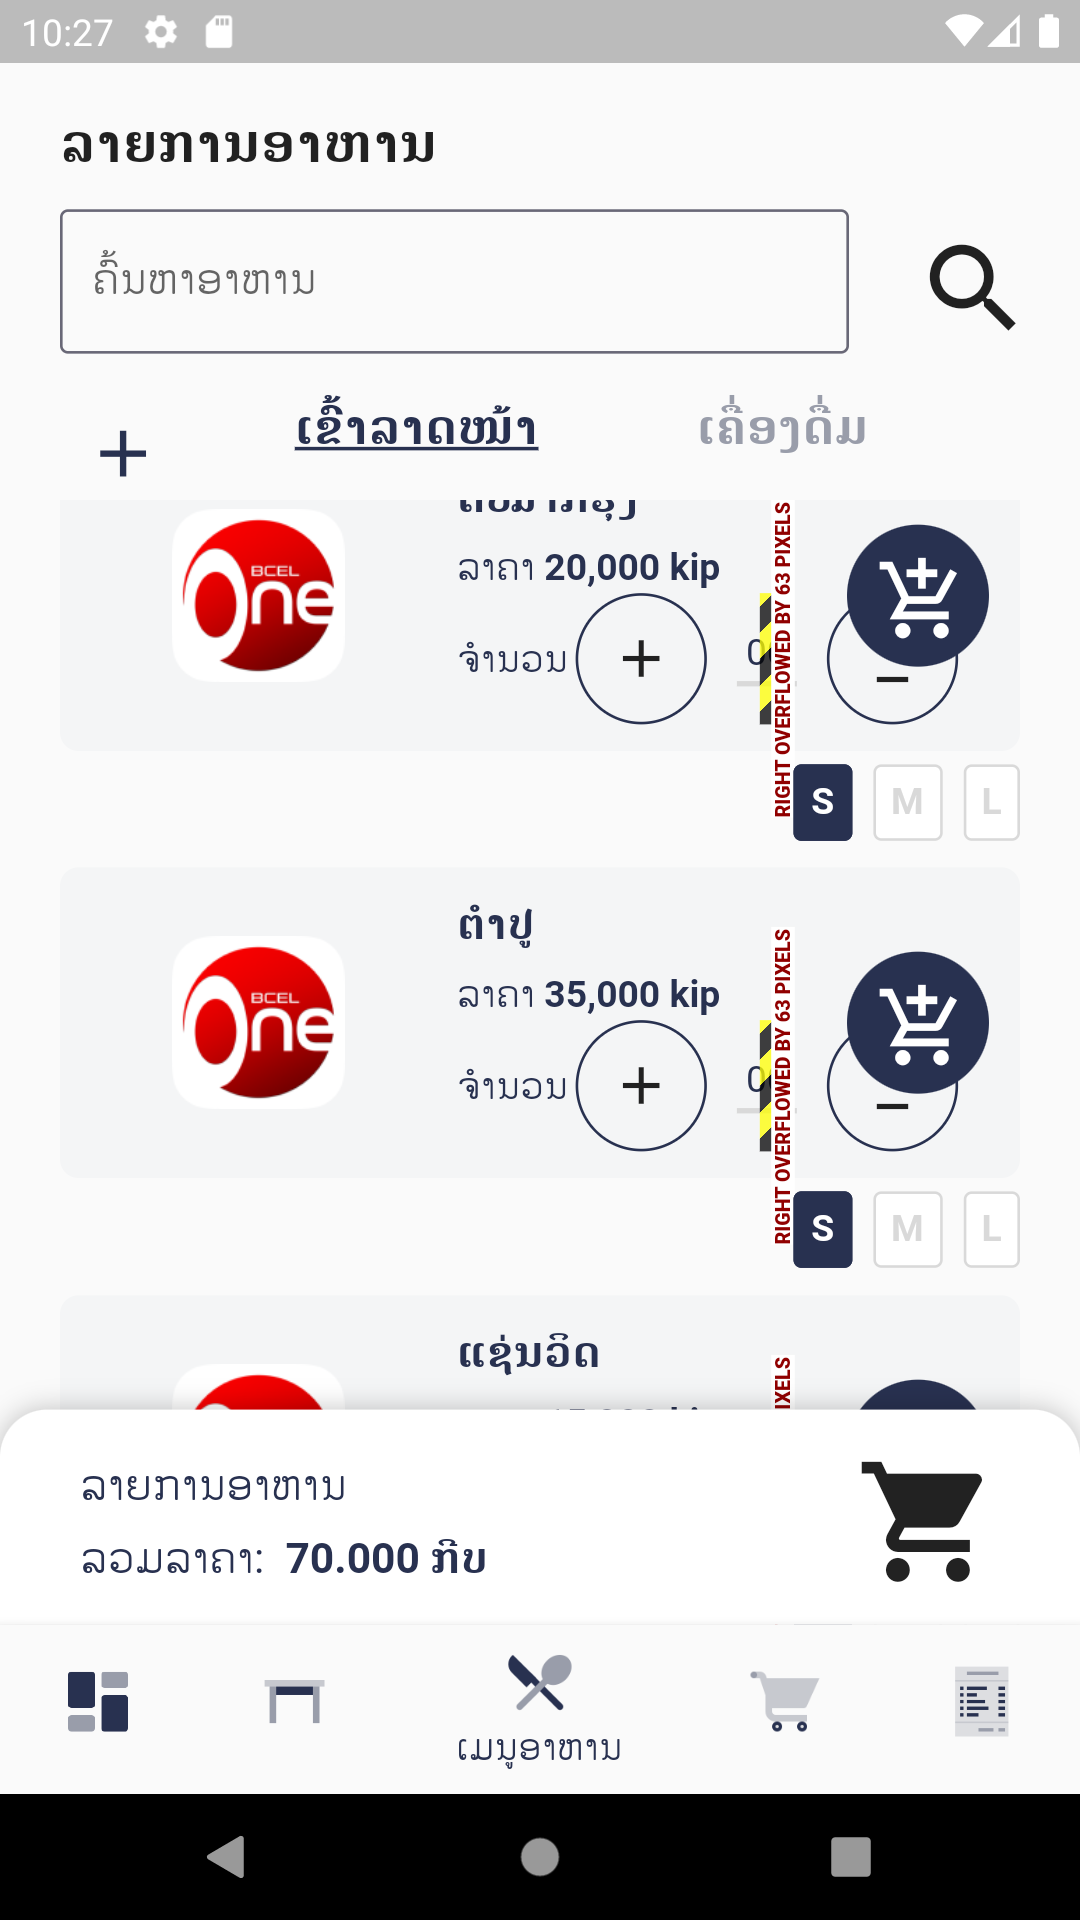 10:27
ລາຍການອາຫານ
ຄົ້ນຫາອາຫານ
ເຂົ້າລາດໜ້າ
ເຄື່ອງດື່ມ
BCEL
One
ລາຄາ 20,000 kip
ຈຳນວນ
0
RIGHT OVERFLOWED BY 63 PIXELS
S
M
L
ຕຳປູ
BCEL
One
ລາຄາ 35,000 kip
ຈຳນວນ
0
RIGHT OVERFLOWED BY 63 PIXELS
S
M
L
ແຊ່ນວິດ
ລາຍການອາຫານ
ລວມລາຄາ: 70.000 ກີບ
ເມນູອາຫານ